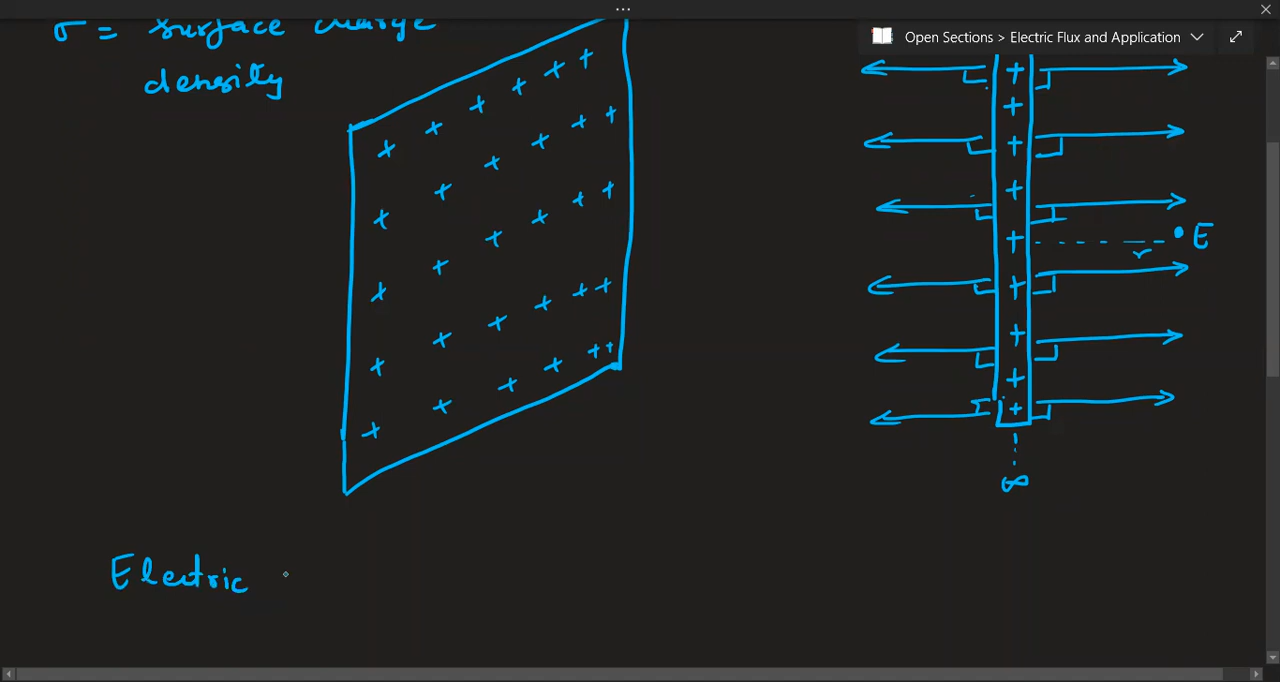 σ = surface charge
density
Open Sections > Electric Flux and Application
E
r
∞
Electric